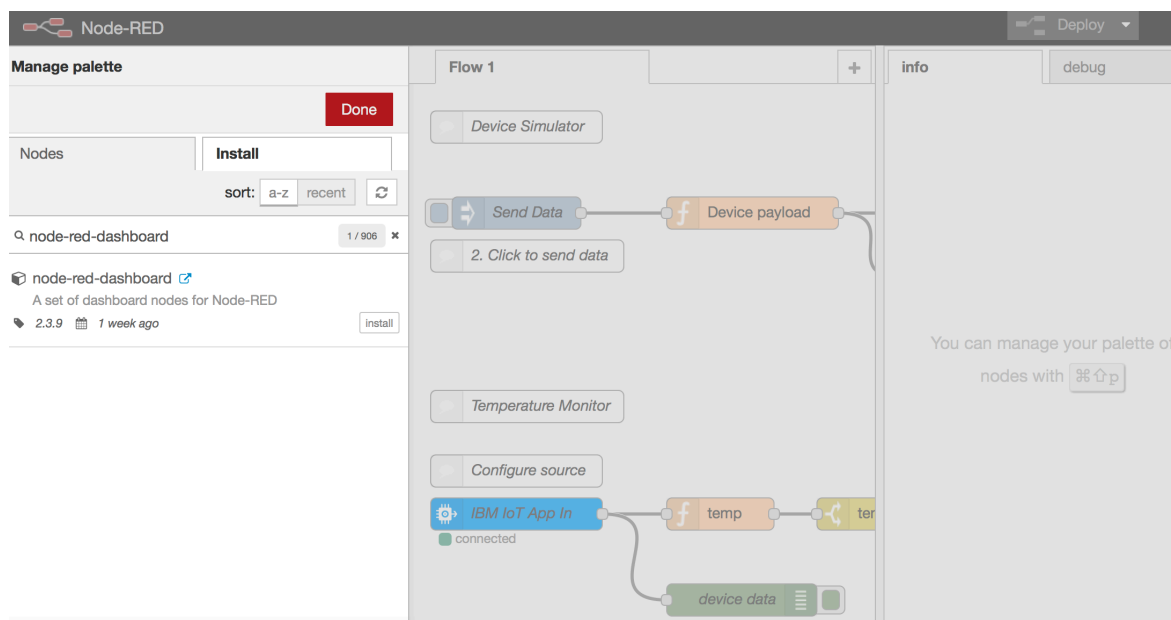 Node-RED
Deploy
Manage palette
Done
Nodes
Install
sort: a-z recent
node-red-dashboard
1 / 906
node-red-dashboard
A set of dashboard nodes for Node-RED
2.3.9 1 week ago
install
Flow 1
+
Device Simulator
Send Data
Device payload
2. Click to send data
Temperature Monitor
Configure source
IBM IoT App In
temp
connected
device data
info
debug
You can manage your palette of
nodes with ⌘⇧p